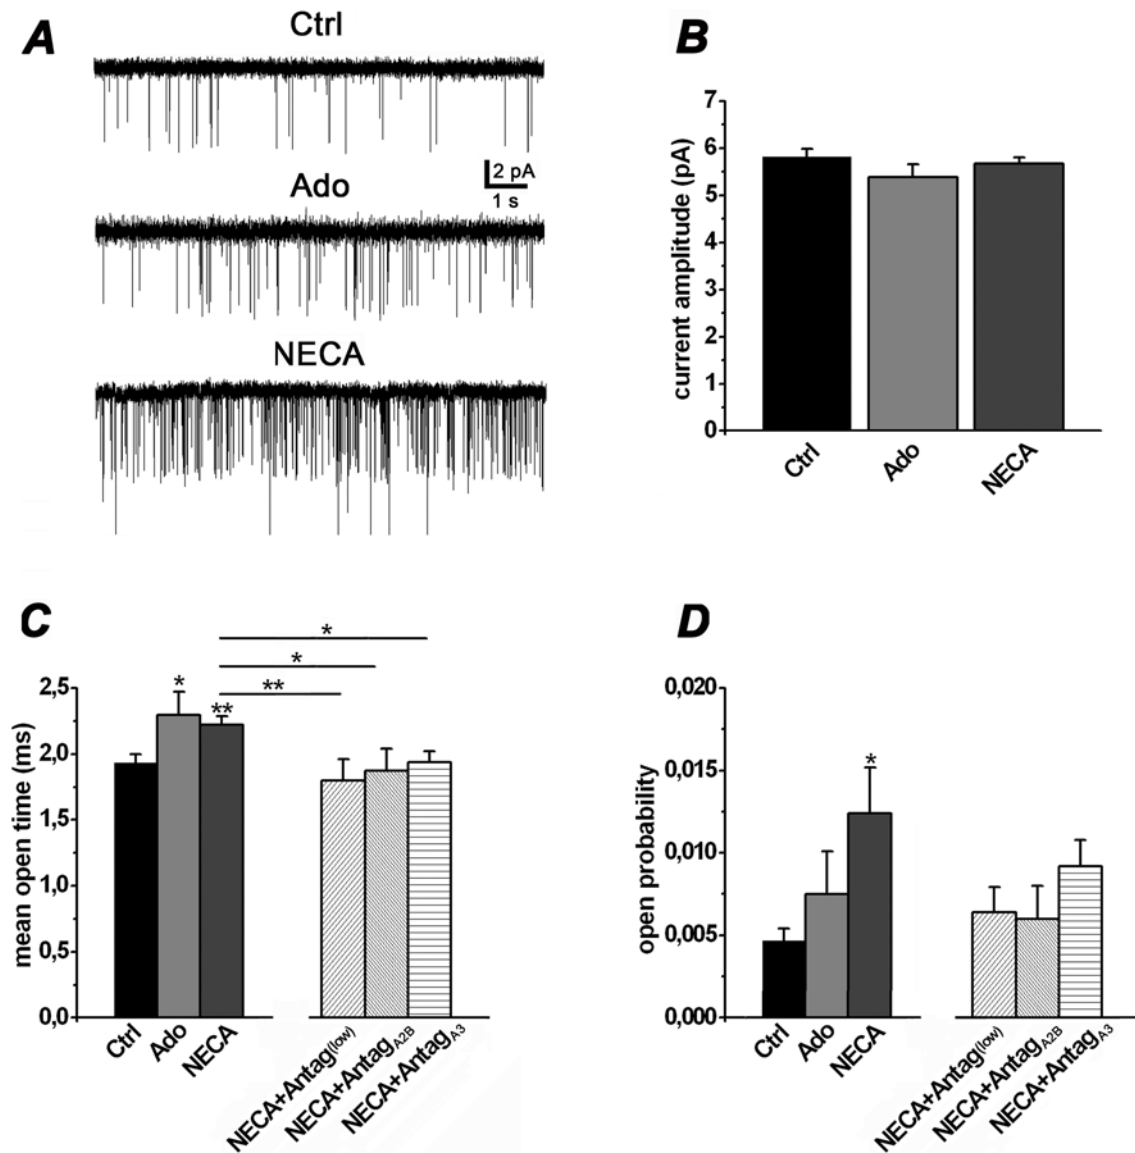 A
Ctrl
2 pA
1 s
Ado
NECA
B
current amplitude (pA)
7
6
5
4
3
2
1
0
Ctrl
Ado
NECA
C
mean open time (ms)
2,5
2,0
1,5
1,0
0,5
0,0
*
*
**
*
**
Ctrl
Ado
NECA
NECA+Antag(low)
NECA+AntagA2B
NECA+AntagA3
D
open probability
0,020
0,015
0,010
0,005
0,000
*
Ctrl
Ado
NECA
NECA+Antag(low)
NECA+AntagA2B
NECA+AntagA3